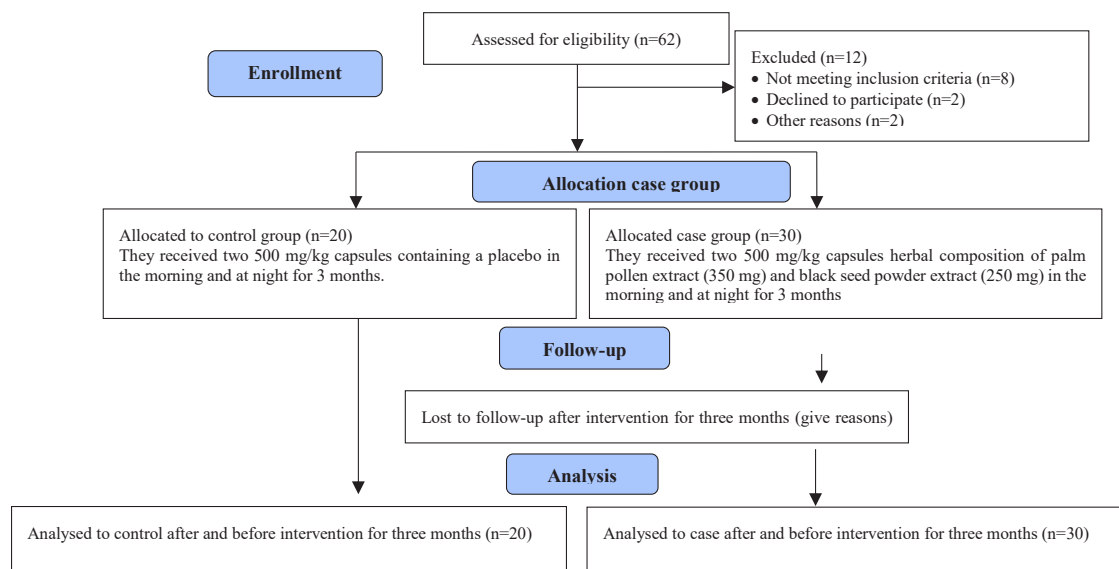 Assessed for eligibility (n=62)
Enrollment
Excluded (n=12)
• Not meeting inclusion criteria (n=8)
• Declined to participate (n=2)
• Other reasons (n=2)
Allocation case group
Allocated to control group (n=20)
They received two 500 mg/kg capsules containing a placebo in
the morning and at night for 3 months.
Allocated case group (n=30)
They received two 500 mg/kg capsules herbal composition of palm
pollen extract (350 mg) and black seed powder extract (250 mg) in the
morning and at night for 3 months
Follow-up
Lost to follow-up after intervention for three months (give reasons)
Analysis
Analysed to control after and before intervention for three months (n=20)
Analysed to case after and before intervention for three months (n=30)